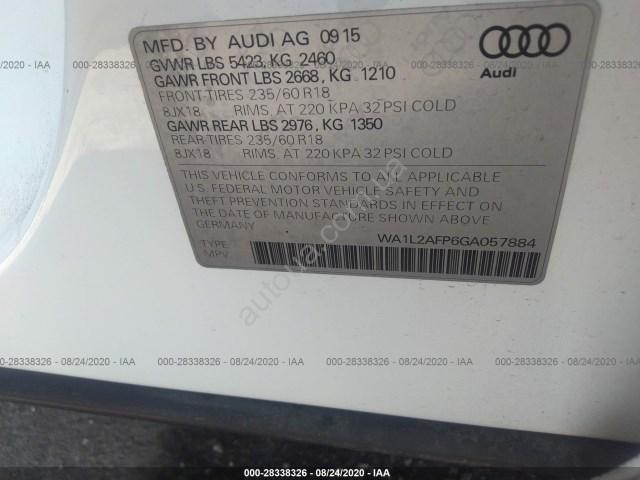 MFD. BY AUDI AG 09 15
GVWR LBS 5423, KG 2460
GAWR FRONT LBS 2668, KG 1210
FRONT-TIRES 235/60 R18
8JX18 RIMS, AT 220 KPA 32 PSI COLD
GAWR REAR LBS 2976, KG 1350
REAR-TIRES 235/60 R18
8JX18 RIMS, AT 220 KPA 32 PSI COLD
Audi
THIS VEHICLE CONFORMS TO ALL APPLICABLE
U.S. FEDERAL MOTOR VEHICLE SAFETY AND
THEFT PREVENTION STANDARDS IN EFFECT ON
THE DATE OF MANUFACTURE SHOWN ABOVE
GERMANY
WA1L2AFP6GA057884
TYPE:
MPV
000-28338326 - 08/24/2020 - IAA
000-28338326 - 08/24/2020 - IAA
000-28338326 - 08/24/2020 - IAA